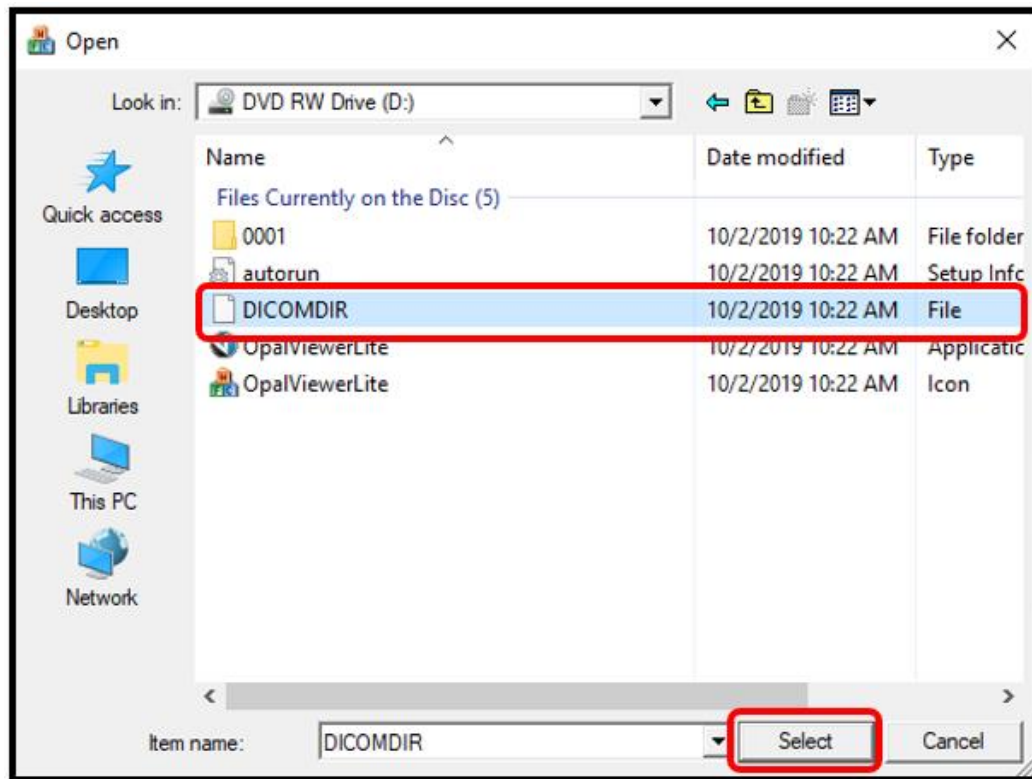 Open
Look in: DVD RW Drive (D:)
Name Date modified Type
Files Currently on the Disc (5)
0001 10/2/2019 10:22 AM File folder
autorun 10/2/2019 10:22 AM Setup Infc
DICOMDIR 10/2/2019 10:22 AM File
OpalViewerLite 10/2/2019 10:22 AM Applicatic
OpalViewerLite 10/2/2019 10:22 AM Icon
Quick access
Desktop
Libraries
This PC
Network
Item name: DICOMDIR Select Cancel